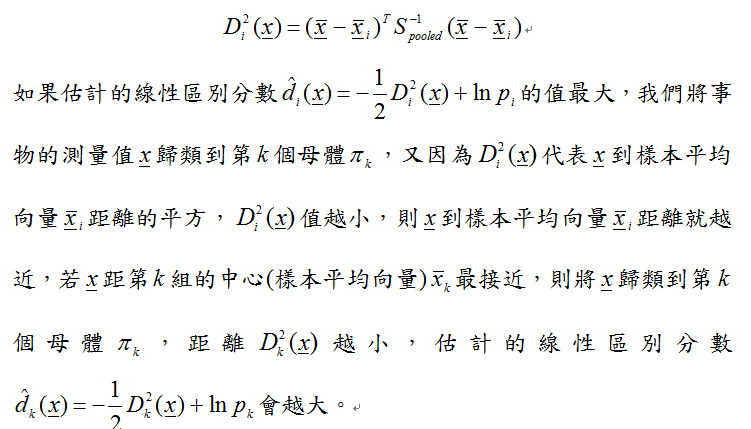 $D_i^2(\underline{x}) = (\underline{\overline{x}} - \underline{\overline{x}}_i)^T S_{pooled}^{-1} (\underline{\overline{x}} - \underline{\overline{x}}_i)$
如果估計的線性區別分數 $\hat{d}_i(\underline{x}) = -\frac{1}{2} D_i^2(\underline{x}) + \ln p_i$ 的值最大，我們將事
物的測量值 $\underline{x}$ 歸類到第 $k$ 個母體 $\pi_k$，又因為 $D_i^2(\underline{x})$ 代表 $\underline{x}$ 到樣本平均
向量 $\underline{\overline{x}}_i$ 距離的平方，$D_i^2(\underline{x})$ 值越小，則 $\underline{x}$ 到樣本平均向量 $\underline{\overline{x}}_i$ 距離就越
近，若 $\underline{x}$ 距第 $k$ 組的中心(樣本平均向量) $\overline{x}_k$ 最接近，則將 $\underline{x}$ 歸類到第 $k$
個母體 $\pi_k$，距離 $D_k^2(\underline{x})$ 越小，估計的線性區別分數
$\hat{d}_k(\underline{x}) = -\frac{1}{2} D_k^2(\underline{x}) + \ln p_k$ 會越大。